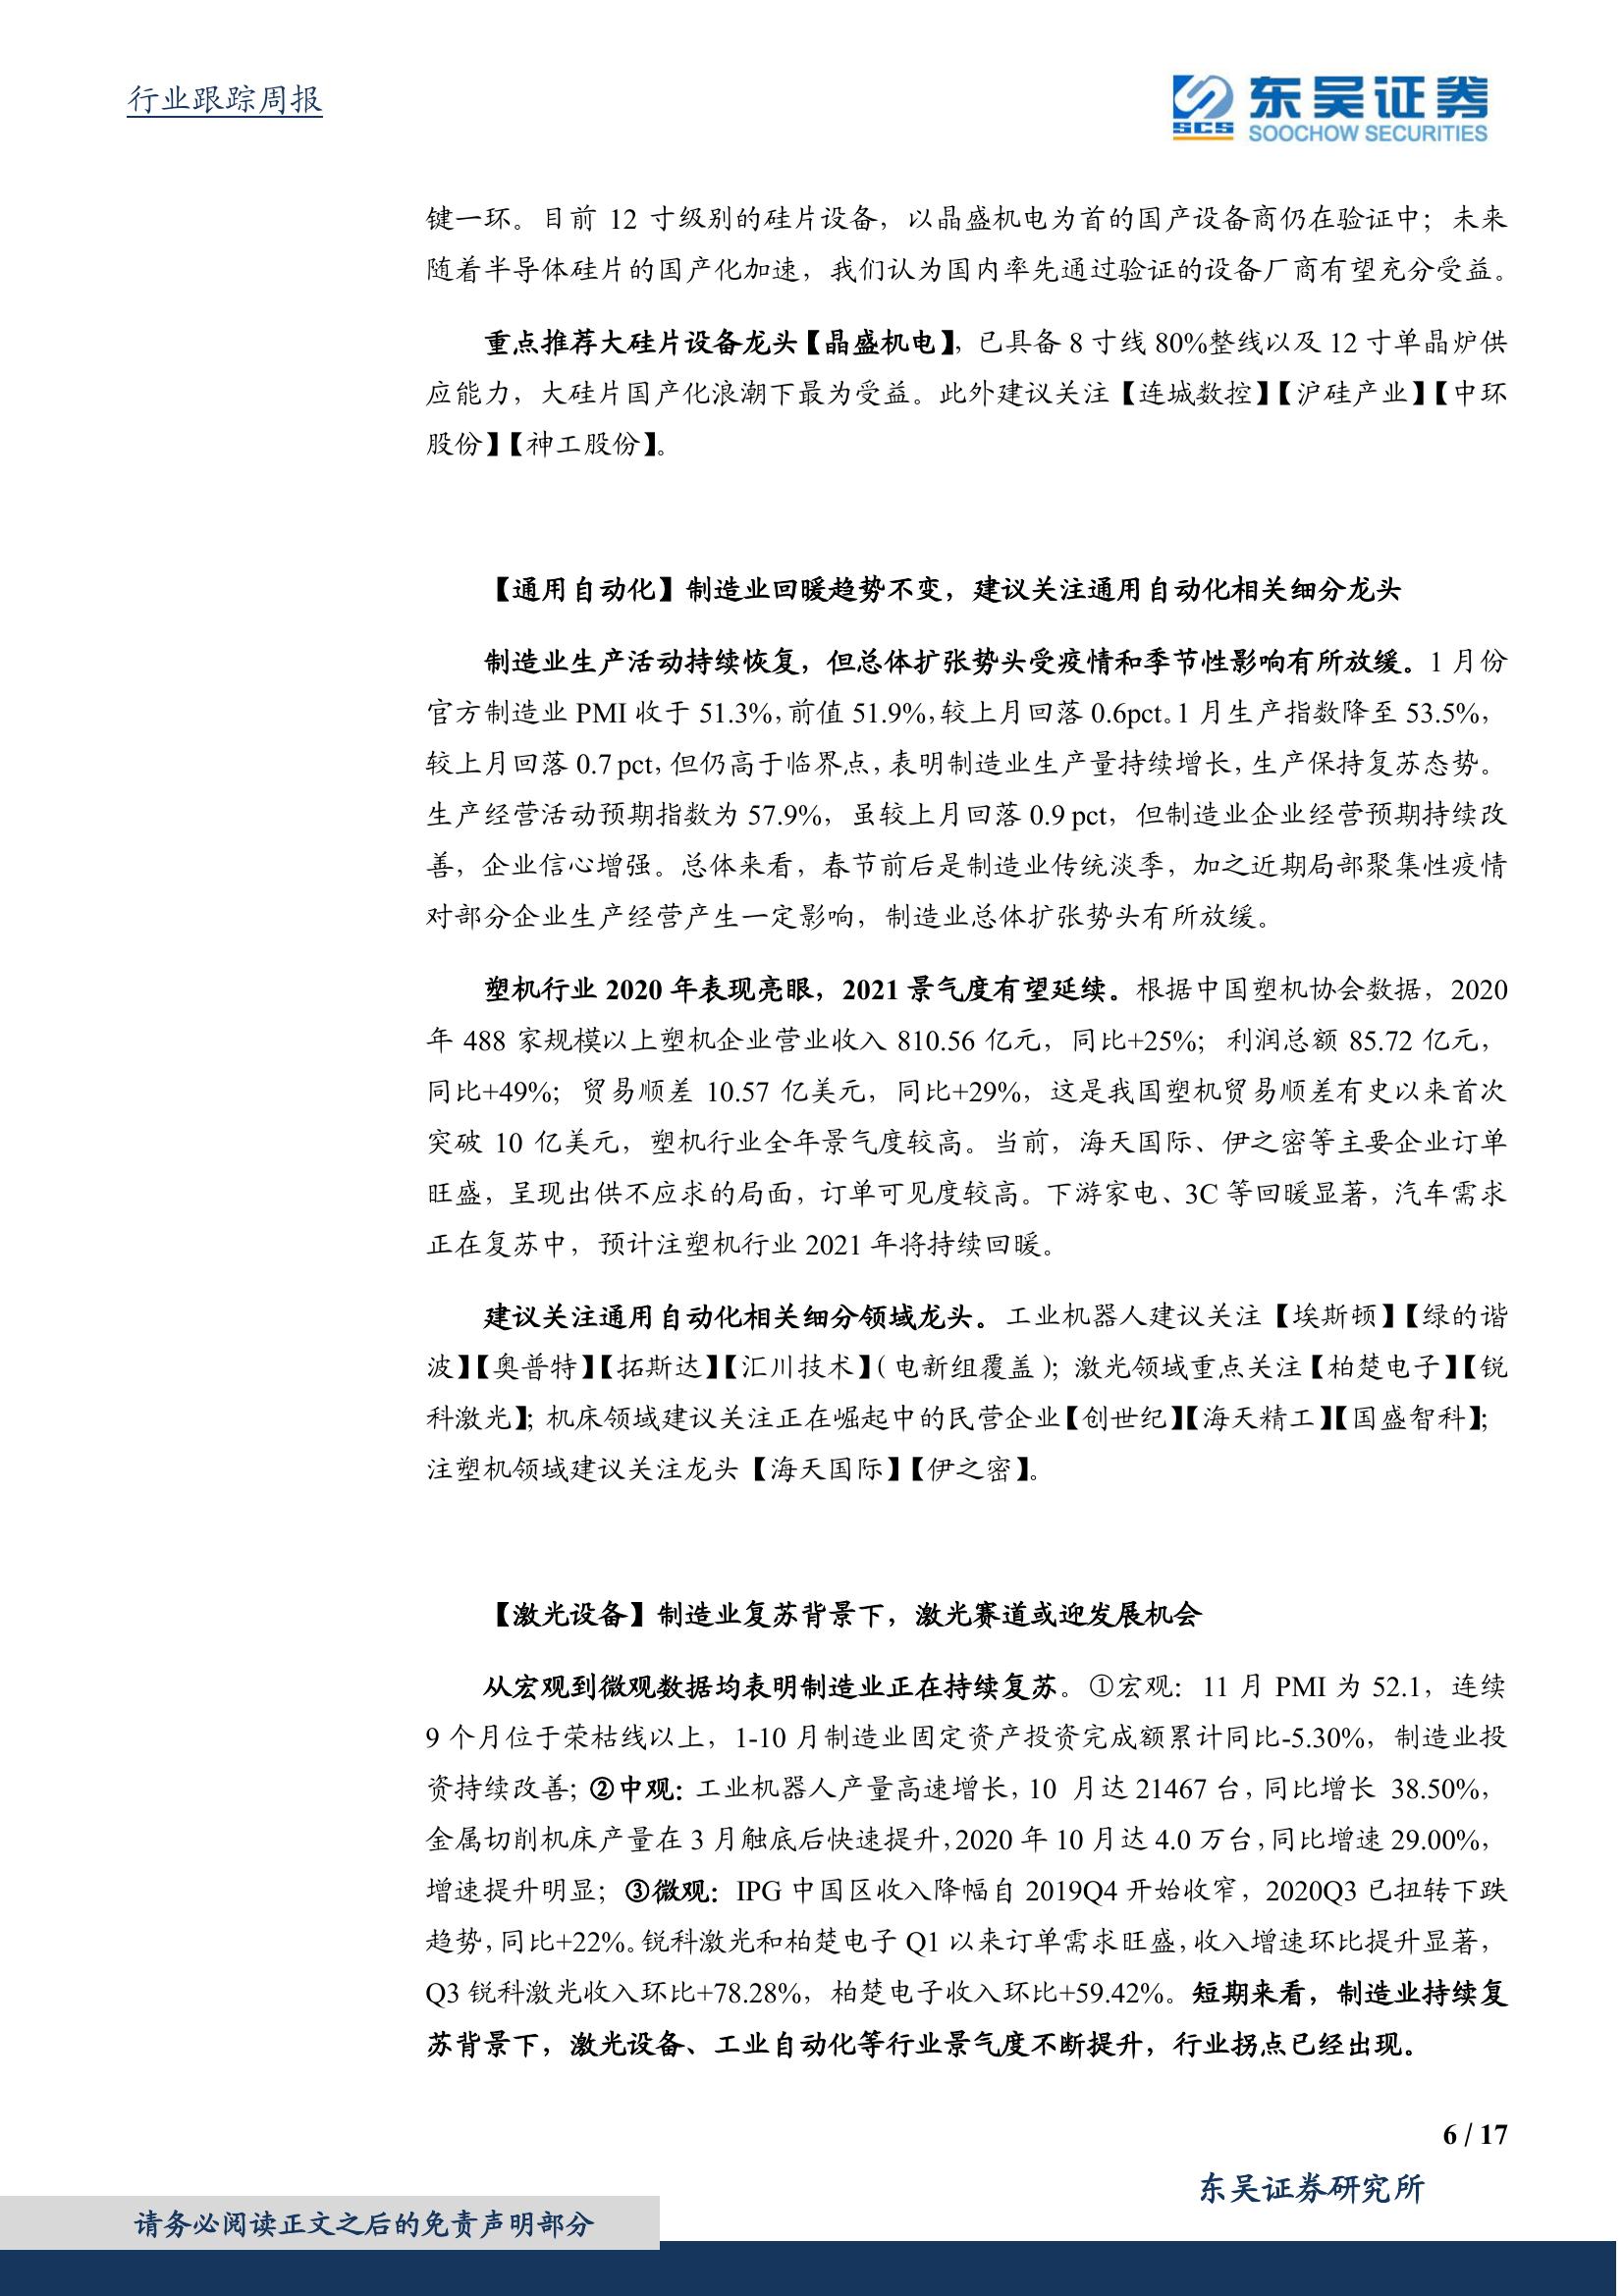 行业跟踪周报
SCS
东吴证券
SOOCHOW SECURITIES
键一环。目前 12 寸级别的硅片设备，以晶盛机电为首的国产设备商仍在验证中；未来
随着半导体硅片的国产化加速，我们认为国内率先通过验证的设备厂商有望充分受益。
重点推荐大硅片设备龙头【晶盛机电】，已具备 8 寸线 80%整线以及 12 寸单晶炉供
应能力，大硅片国产化浪潮下最为受益。此外建议关注【连城数控】【沪硅产业】【中环
股份】【神工股份】。
【通用自动化】制造业回暖趋势不变，建议关注通用自动化相关细分龙头
制造业生产活动持续恢复，但总体扩张势头受疫情和季节性影响有所放缓。1 月份
官方制造业 PMI 收于 51.3%，前值 51.9%，较上月回落 0.6pct。1 月生产指数降至 53.5%，
较上月回落 0.7 pct，但仍高于临界点，表明制造业生产量持续增长，生产保持复苏态势。
生产经营活动预期指数为 57.9%，虽较上月回落 0.9 pct，但制造业企业经营预期持续改
善，企业信心增强。总体来看，春节前后是制造业传统淡季，加之近期局部聚集性疫情
对部分企业生产经营产生一定影响，制造业总体扩张势头有所放缓。
塑机行业 2020 年表现亮眼，2021 景气度有望延续。根据中国塑机协会数据，2020
年 488 家规模以上塑机企业营业收入 810.56 亿元，同比+25%；利润总额 85.72 亿元，
同比+49%；贸易顺差 10.57 亿美元，同比+29%，这是我国塑机贸易顺差有史以来首次
突破 10 亿美元，塑机行业全年景气度较高。当前，海天国际、伊之密等主要企业订单
旺盛，呈现出供不应求的局面，订单可见度较高。下游家电、3C 等回暖显著，汽车需求
正在复苏中，预计注塑机行业 2021 年将持续回暖。
建议关注通用自动化相关细分领域龙头。工业机器人建议关注【埃斯顿】【绿的谐
波】【奥普特】【拓斯达】【汇川技术】（电新组覆盖）；激光领域重点关注【柏楚电子】【锐
科激光】；机床领域建议关注正在崛起中的民营企业【创世纪】【海天精工】【国盛智科】；
注塑机领域建议关注龙头【海天国际】【伊之密】。
【激光设备】制造业复苏背景下，激光赛道或迎发展机会
从宏观到微观数据均表明制造业正在持续复苏。①宏观：11 月 PMI 为 52.1，连续
9 个月位于荣枯线以上，1-10 月制造业固定资产投资完成额累计同比-5.30%，制造业投
资持续改善；②中观：工业机器人产量高速增长，10 月达 21467 台，同比增长 38.50%，
金属切削机床产量在 3 月触底后快速提升，2020 年 10 月达 4.0 万台，同比增速 29.00%，
增速提升明显；③微观：IPG 中国区收入降幅自 2019Q4 开始收窄，2020Q3 已扭转下跌
趋势，同比+22%。锐科激光和柏楚电子 Q1 以来订单需求旺盛，收入增速环比提升显著，
Q3 锐科激光收入环比+78.28%，柏楚电子收入环比+59.42%。短期来看，制造业持续复
苏背景下，激光设备、工业自动化等行业景气度不断提升，行业拐点已经出现。
6 / 17
东吴证券研究所
请务必阅读正文之后的免责声明部分